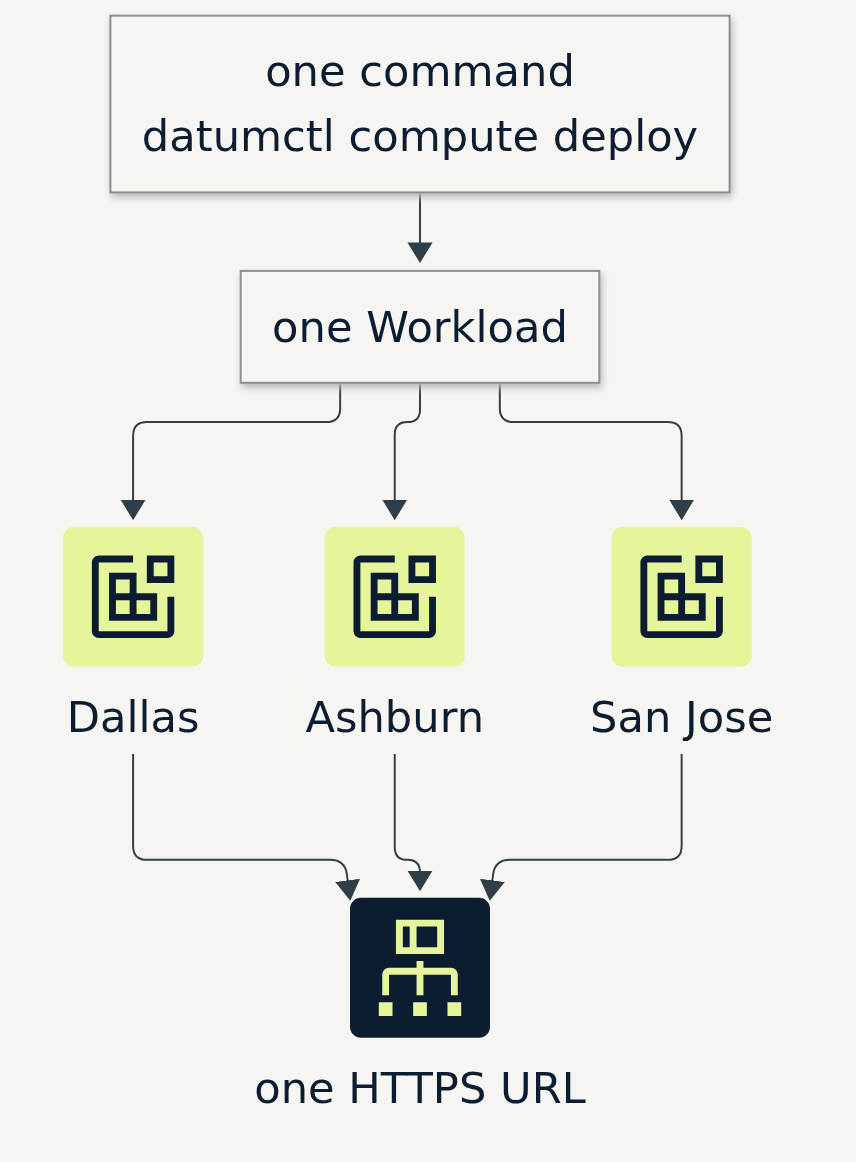 one command
datumctl compute deploy
one Workload
Dallas
Ashburn
San Jose
one HTTPS URL